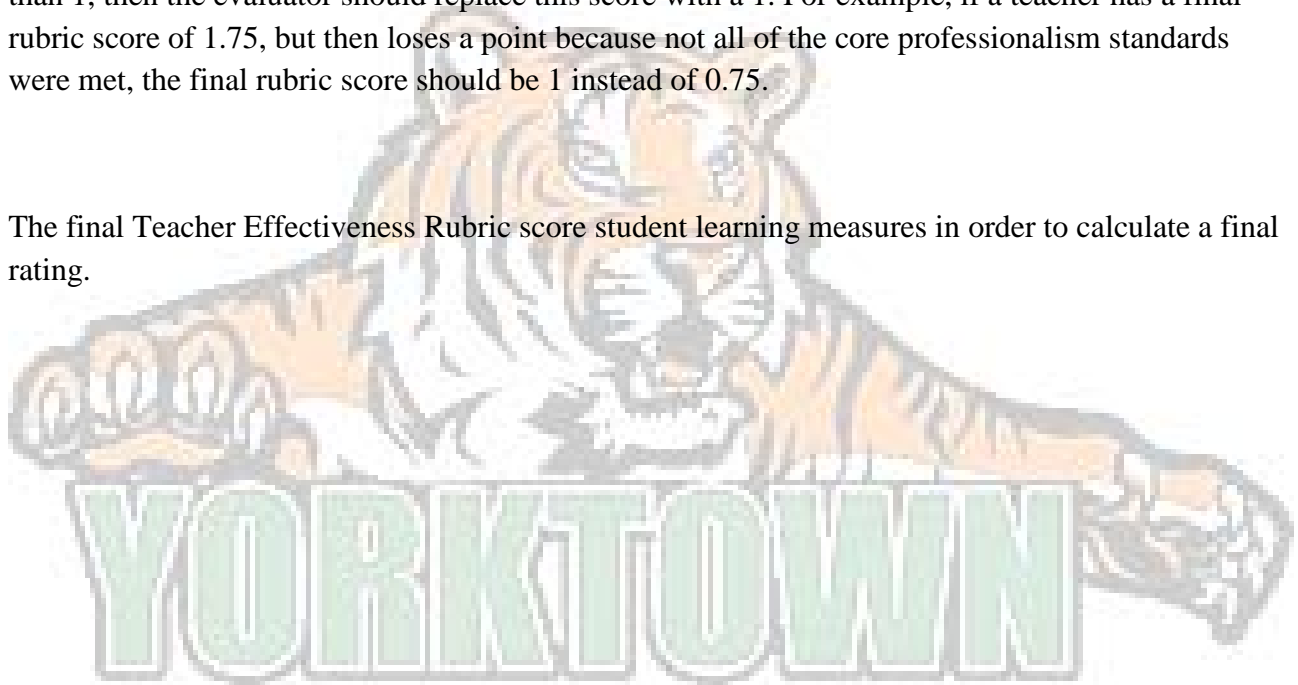 than 1, then the evaluator should replace this score with a 1. For example, if a teacher has a final
rubric score of 1.75, but then loses a point because not all of the core professionalism standards
were met, the final rubric score should be 1 instead of 0.75.
The final Teacher Effectiveness Rubric score student learning measures in order to calculate a final
rating.
YORKTOWN